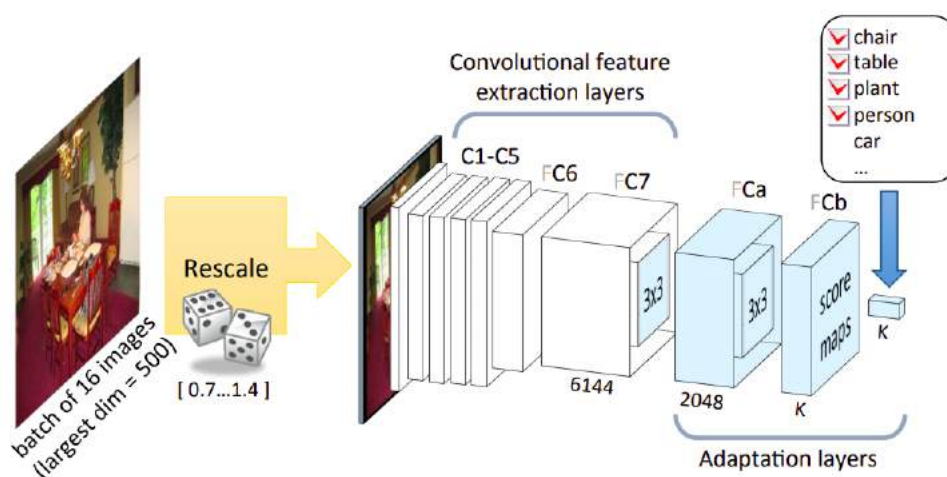 batch of 16 images
(largest dim = 500)
Rescale
[ 0.7...1.4 ]
Convolutional feature
extraction layers
C1-C5
FC6
FC7
3x3
6144
FCa
3x3
2048
FCb
score
maps
K
K
chair
table
plant
person
car
...
Adaptation layers